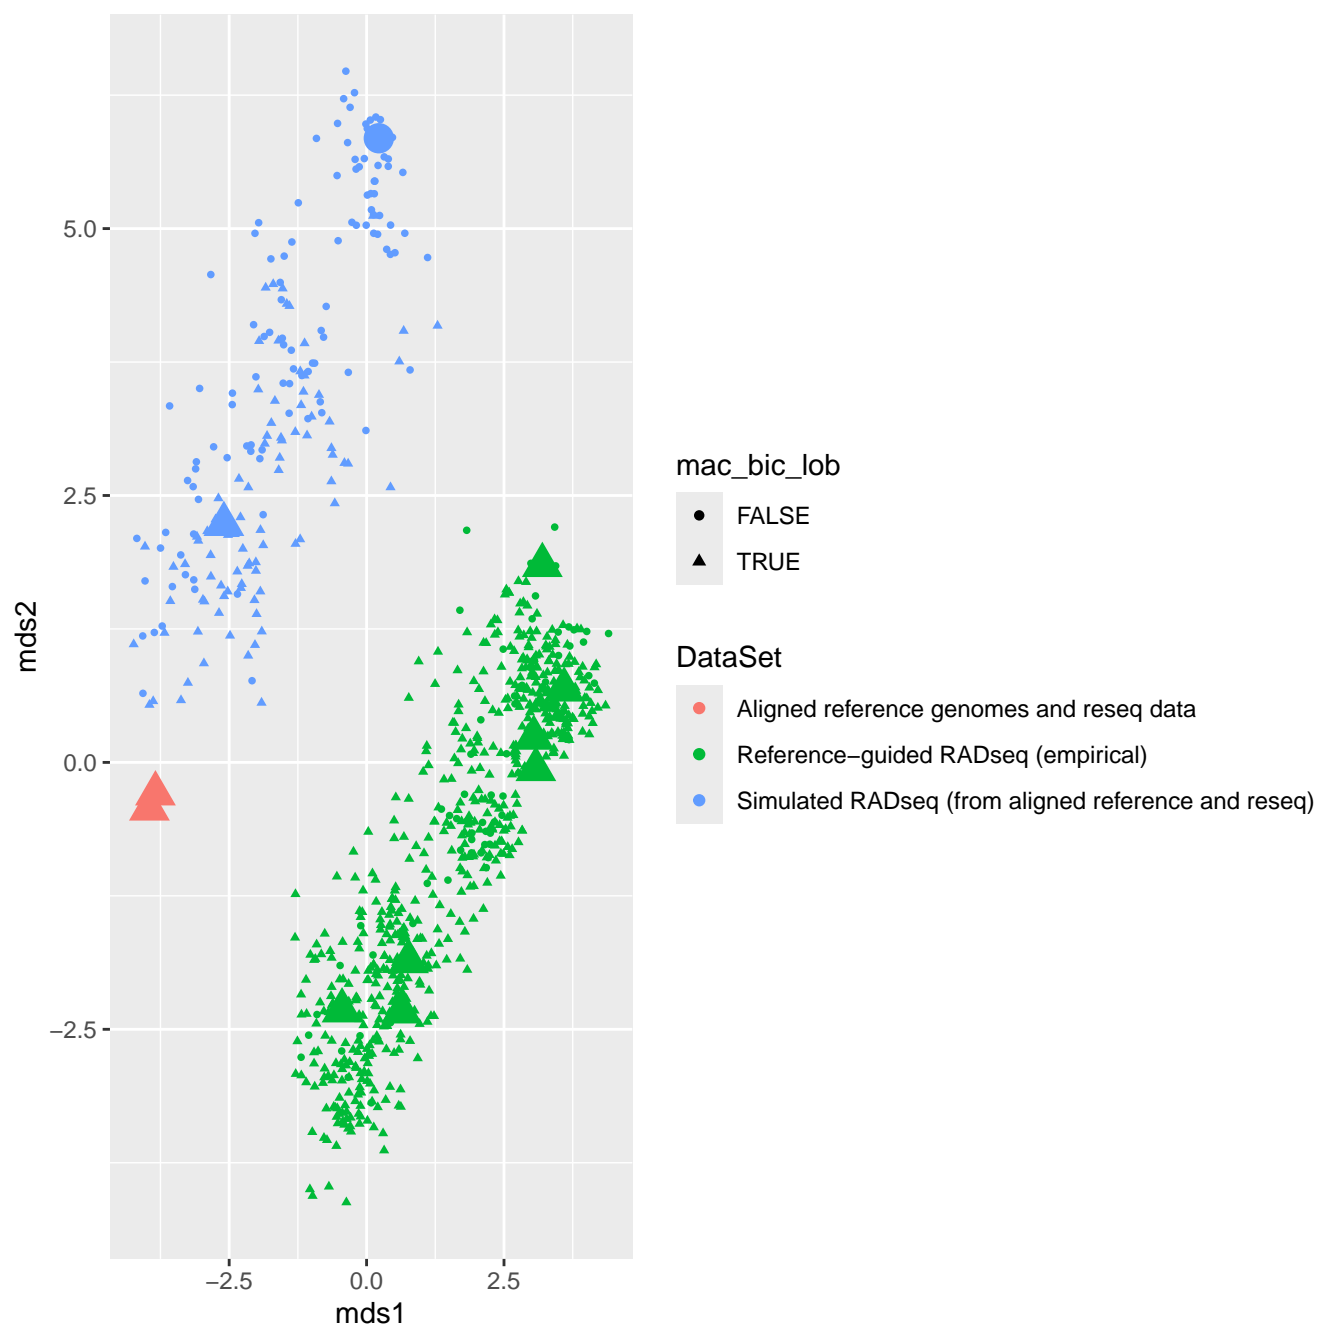 5.0
2.5
0.0
−2.5
mds2
−2.5 0.0 2.5
mds1
mac_bic_lob
FALSE
TRUE
DataSet
Aligned reference genomes and reseq data
Reference−guided RADseq (empirical)
Simulated RADseq (from aligned reference and reseq)